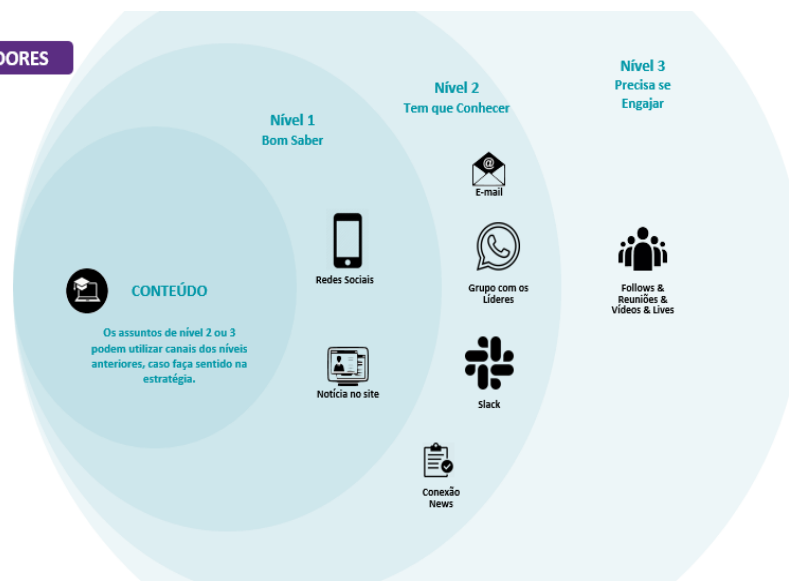 DORES
Nível 1
Bom Saber
Nível 2
Tem que Conhecer
Nível 3
Precisa se
Engajar
CONTEÚDO
Os assuntos de nível 2 ou 3
podem utilizar canais dos níveis
anteriores, caso faça sentido na
estratégia.
Redes Sociais
Notícia no site
@
E-mail
Grupo com os
Líderes
Slack
Conexão
News
Follows &
Reuniões &
Vídeos & Lives